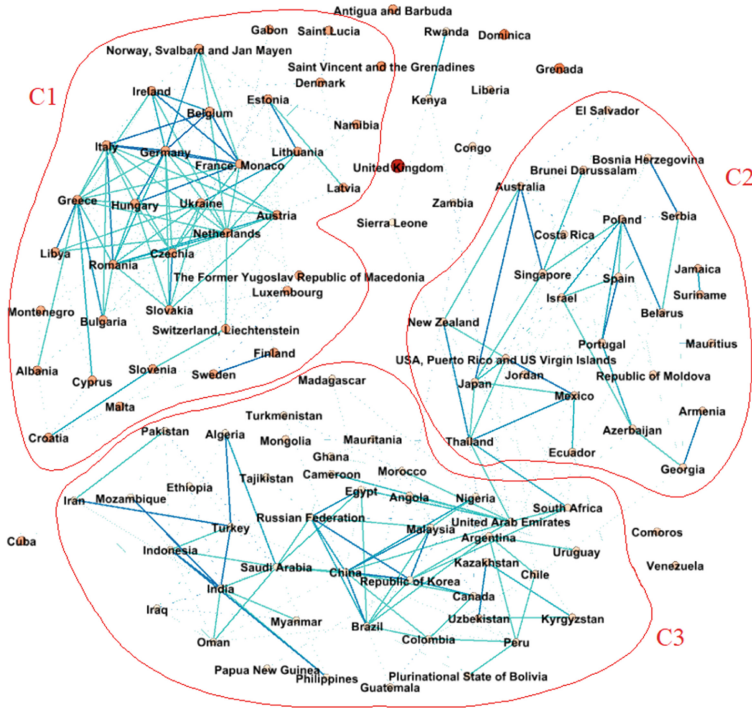 Antigua and Barbuda
Gabon
Saint Lucia
Rwanda
Dominica
Norway, Svalbard and Jan Mayen
Saint Vincent and the Grenadines
Grenada
C1
Ireland
Denmark
Liberia
Estonia
Kenya
Belgium
El Salvador
Namibia
Italy
Germany
Lithuania
Congo
France, Monaco
United Kingdom
Bosnia Herzegovina
Brunei Darussalam
C2
Australia
Latvia
Greece
Hungary
Ukraine
Zambia
Austria
Poland
Serbia
Netherlands
Sierra Leone
Costa Rica
Libya
Czechia
Romania
The Former Yugoslav Republic of Macedonia
Singapore
Spain
Jamaica
Luxembourg
Israel
Suriname
Montenegro
Slovakia
Belarus
Bulgaria
New Zealand
Switzerland, Liechtenstein
Portugal
Mauritius
Finland
USA, Puerto Rico and US Virgin Islands
Albania
Slovenia
Sweden
Jordan
Republic of Moldova
Cyprus
Madagascar
Japan
Mexico
Malta
Turkmenistan
Armenia
Croatia
Pakistan
Algeria
Mongolia
Mauritania
Thailand
Azerbaijan
Ghana
Ecuador
Georgia
Tajikistan
Cameroon
Morocco
Ethiopia
Egypt
Iran
Mozambique
Angola
Nigeria
South Africa
Turkey
Russian Federation
Malaysia
United Arab Emirates
Comoros
Cuba
Argentina
Indonesia
Uruguay
Saudi Arabia
China
Kazakhstan
Venezuela
Republic of Korea
Chile
India
Canada
Iraq
Myanmar
Brazil
Uzbekistan
Kyrgyzstan
Oman
Colombia
Peru
C3
Papua New Guinea
Philippines
Plurinational State of Bolivia
Guatemala